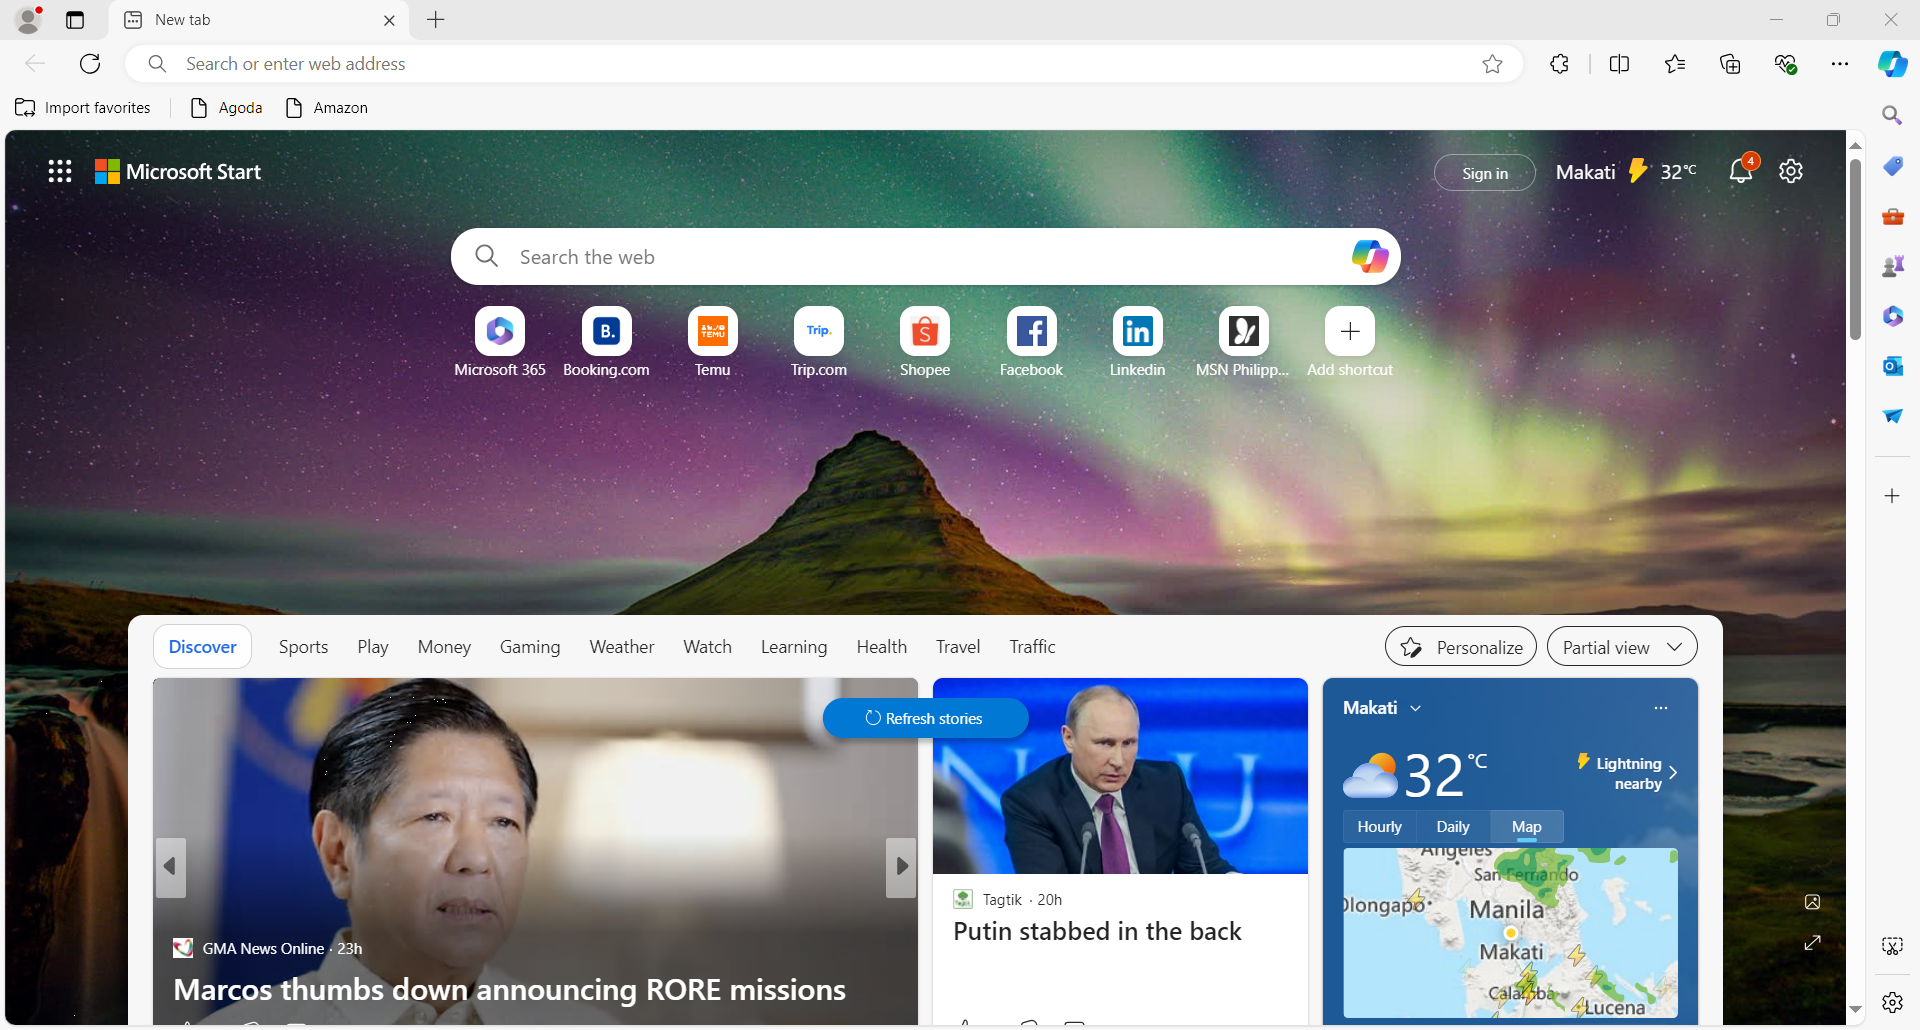 New tab
Search or enter web address
Import favorites
Agoda
Amazon
Microsoft Start
Sign in
Makati
32°C
4
Search the web
B.
TEMU
Trip.
Microsoft 365
Booking.com
Temu
Trip.com
Shopee
Facebook
Linkedin
MSN Philipp...
Add shortcut
Discover
Sports
Play
Money
Gaming
Weather
Watch
Learning
Health
Travel
Traffic
Personalize
Partial view
Refresh stories
GMA News Online · 23h
Marcos thumbs down announcing RORE missions
Tagtik · 20h
Putin stabbed in the back
Makati
32°C
Lightning
nearby
Hourly
Daily
Map
Angeles
San Fernando
Olongapo
Manila
Makati
Calamba
Lucena